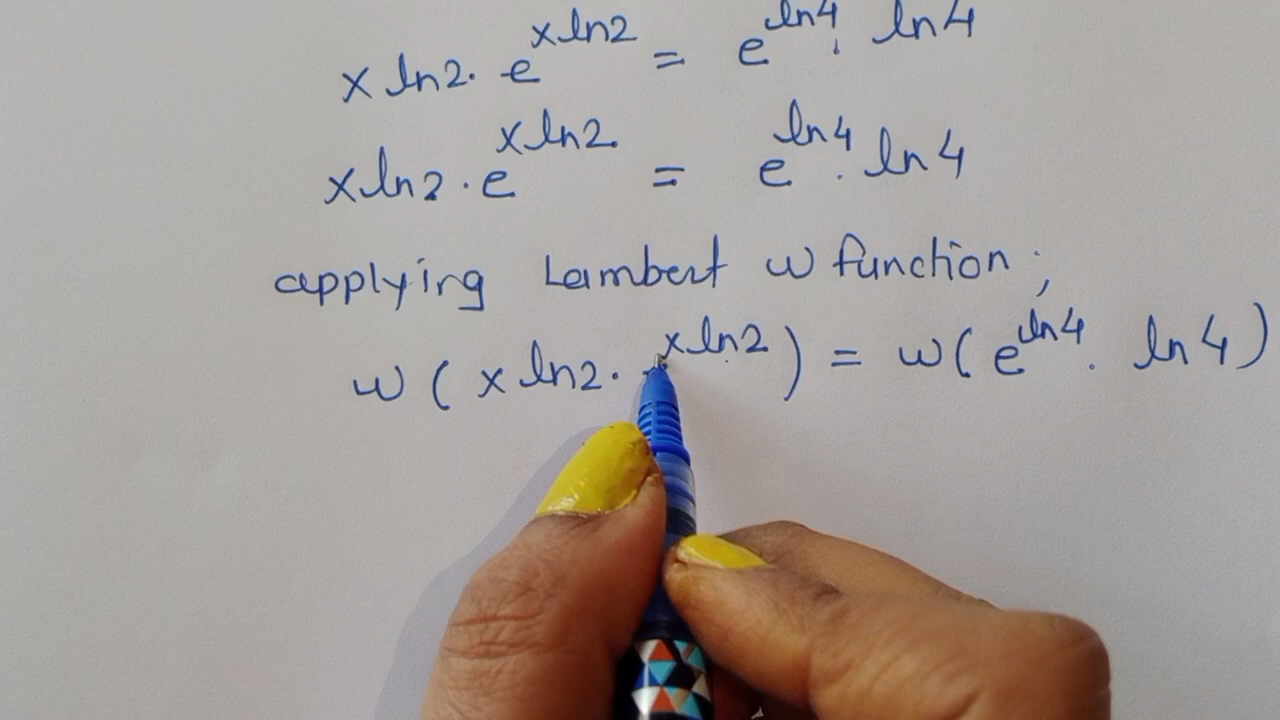 x ln2 . e^{x ln2} = e^{ln4} . ln4
x ln2 . e^{x ln2} = e^{ln4} . ln4
applying Lambert w function ;
w ( x ln2 . ^{x ln2} ) = w ( e^{ln4} . ln4 )